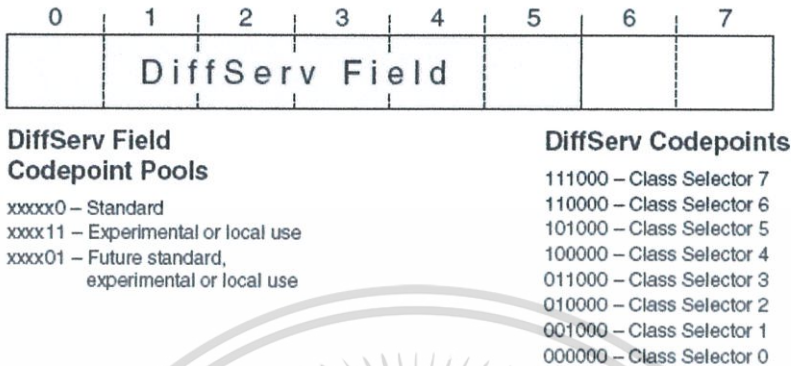 0 1 2 3 4 5 6 7
DiffServ Field
DiffServ Field
Codepoint Pools
xxxxx0 – Standard
xxxx11 – Experimental or local use
xxxx01 – Future standard,
experimental or local use
DiffServ Codepoints
111000 – Class Selector 7
110000 – Class Selector 6
101000 – Class Selector 5
100000 – Class Selector 4
011000 – Class Selector 3
010000 – Class Selector 2
001000 – Class Selector 1
000000 – Class Selector 0